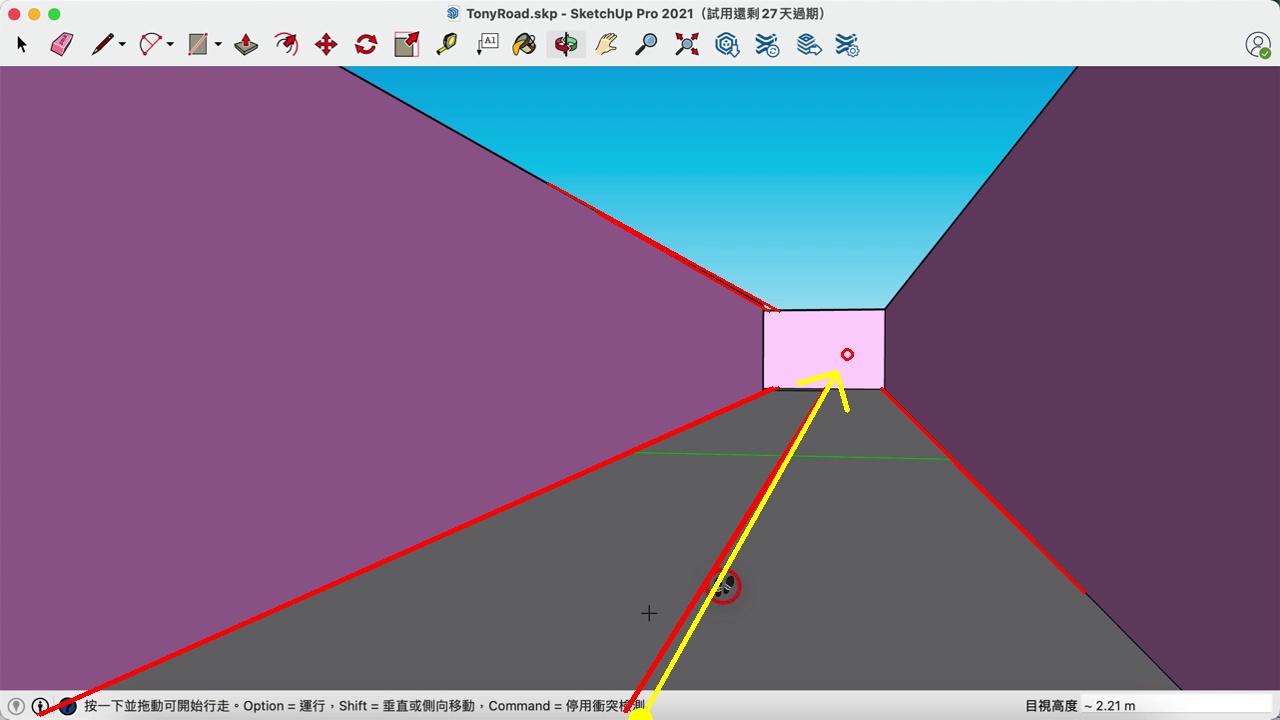 TonyRoad.skp - SketchUp Pro 2021（試用還剩 27 天過期）
A1
按一下並拖動可開始行走。Option = 運行，Shift = 垂直或側向移動，Command = 停用衝突檢測
目視高度 ~ 2.21 m